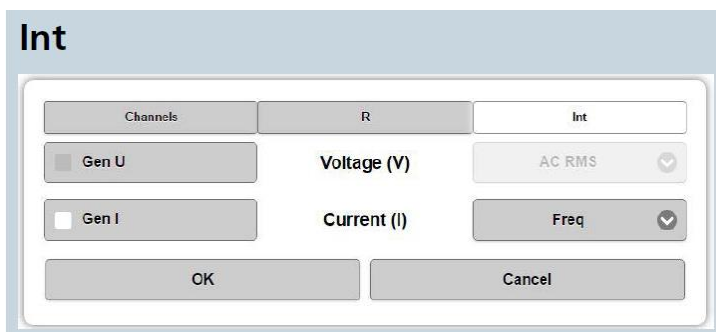 Int
Channels R Int
Gen U Voltage (V) AC RMS
Gen I Current (I) Freq
OK Cancel